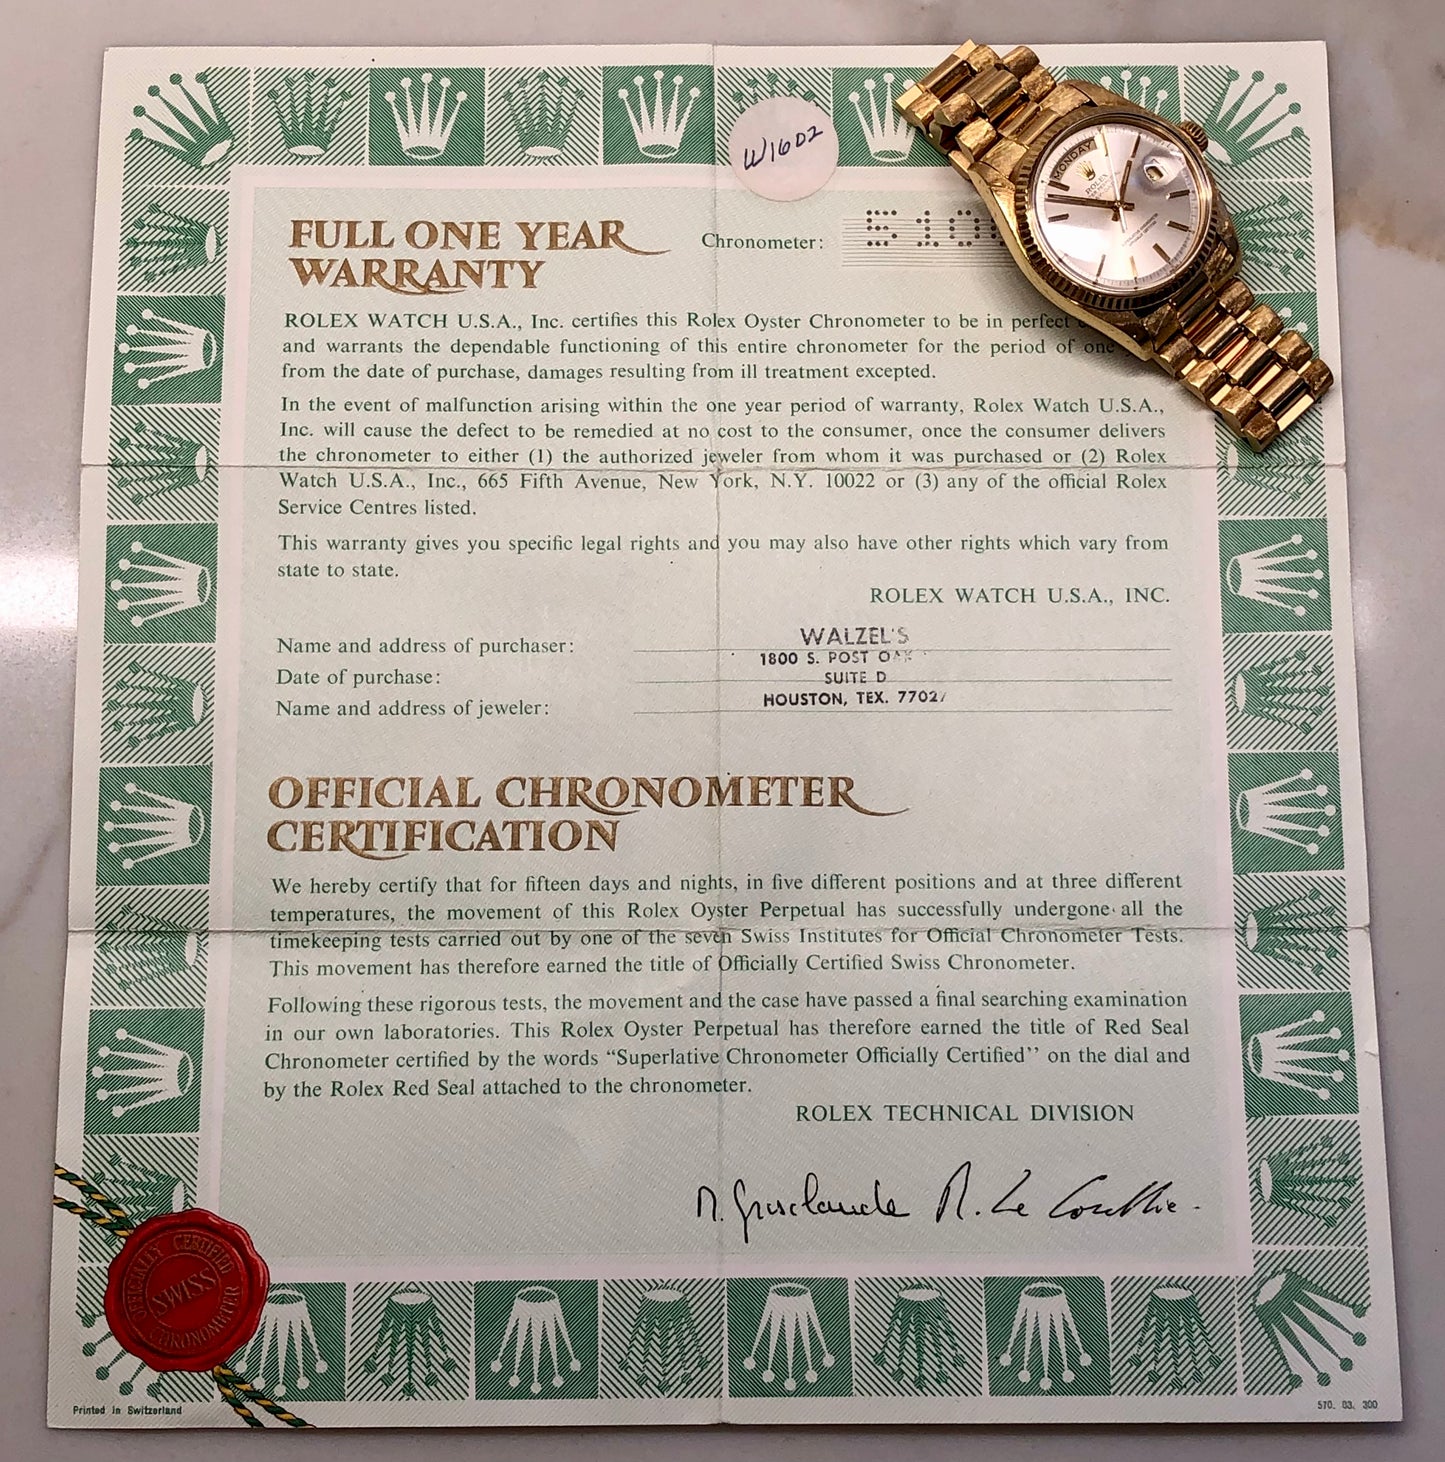 W16D2
FULL ONE YEAR
WARRANTY
Chronometer: 510
MONDAY
ROLEX
ROLEX WATCH U.S.A., Inc. certifies this Rolex Oyster Chronometer to be in perfect
and warrants the dependable functioning of this entire chronometer for the period of one
from the date of purchase, damages resulting from ill treatment excepted.
In the event of malfunction arising within the one year period of warranty, Rolex Watch U.S.A.,
Inc. will cause the defect to be remedied at no cost to the consumer, once the consumer delivers
the chronometer to either (1) the authorized jeweler from whom it was purchased or (2) Rolex
Watch U.S.A., Inc., 665 Fifth Avenue, New York, N.Y. 10022 or (3) any of the official Rolex
Service Centres listed.
This warranty gives you specific legal rights and you may also have other rights which vary from
state to state.
ROLEX WATCH U.S.A., INC.
WALZEL'S
Name and address of purchaser:
1800 S. POST OAK
Date of purchase:
SUITE D
HOUSTON, TEX. 77027
Name and address of jeweler:
OFFICIAL CHRONOMETER
CERTIFICATION
We hereby certify that for fifteen days and nights, in five different positions and at three different
temperatures, the movement of this Rolex Oyster Perpetual has successfully undergone all the
timekeeping tests carried out by one of the seven Swiss Institutes for Official Chronometer Tests.
This movement has therefore earned the title of Officially Certified Swiss Chronometer.
Following these rigorous tests, the movement and the case have passed a final searching examination
in our own laboratories. This Rolex Oyster Perpetual has therefore earned the title of Red Seal
Chronometer certified by the words “Superlative Chronometer Officially Certified” on the dial and
by the Rolex Red Seal attached to the chronometer.
ROLEX TECHNICAL DIVISION
OFFICIALLY CERTIFIED
SWISS
CHRONOMETER
Printed in Switzerland
570. 03. 300